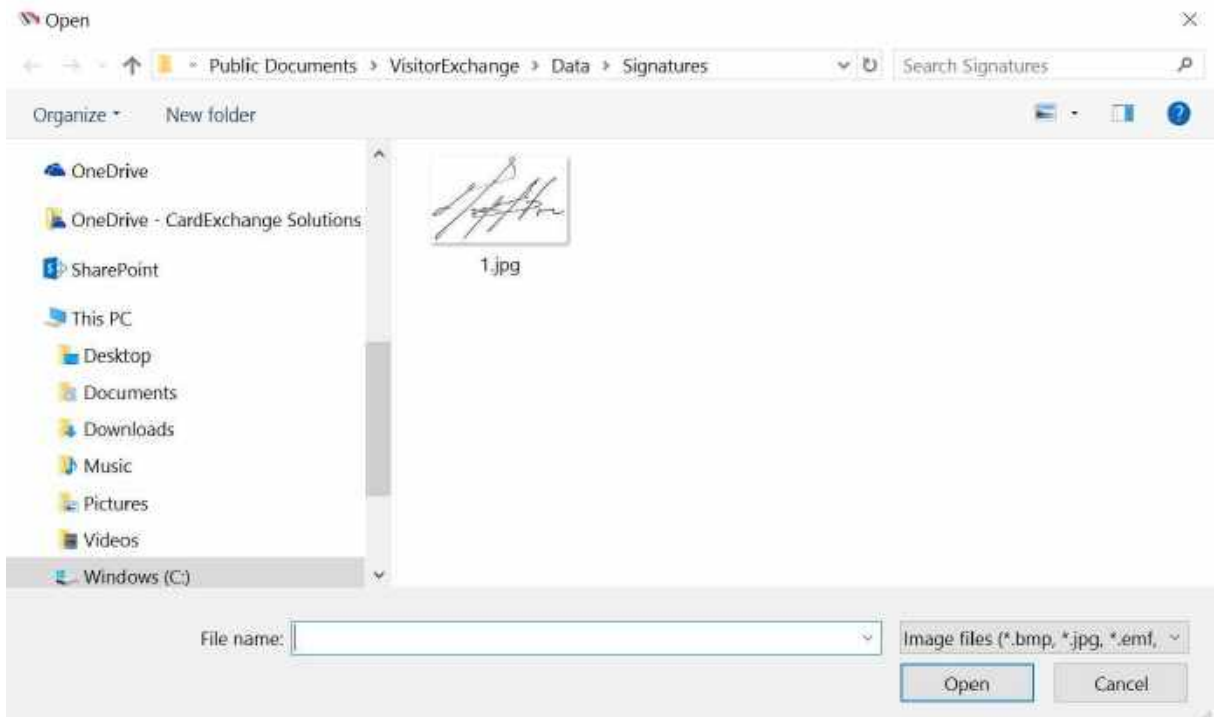 Open
Public Documents › VisitorExchange › Data › Signatures
Search Signatures
Organize
New folder
OneDrive
OneDrive - CardExchange Solutions
SharePoint
This PC
Desktop
Documents
Downloads
Music
Pictures
Videos
Windows (C:)
1.jpg
File name:
Image files (*.bmp, *.jpg, *.emf,
Open
Cancel